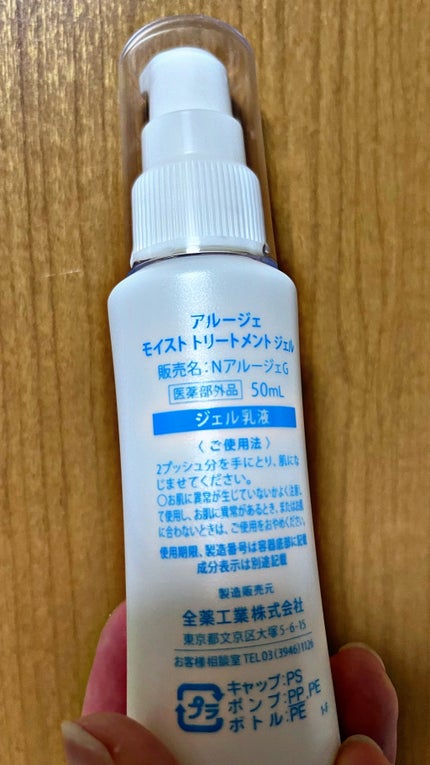 アルージェ
モイスト トリートメント ジェル
販売名：NアルージェG
医薬部外品 50mL
ジェル乳液
〈 ご使用法 〉
2プッシュ分を手にとり、肌にな
じませてください。
○お肌に異常が生じていないかよく注意し
て使用し、お肌に異常があるとき、またはお肌
に合わないときは、ご使用をおやめください。
使用期限、製造番号は容器底部に記載
成分表示は別途記載
製造販売元
全薬工業株式会社
東京都文京区大塚5-6-15
お客様相談室 TEL 03(3946)1126
プラ
キャップ:PS
ポンプ:PP,PE
ボトル:PE